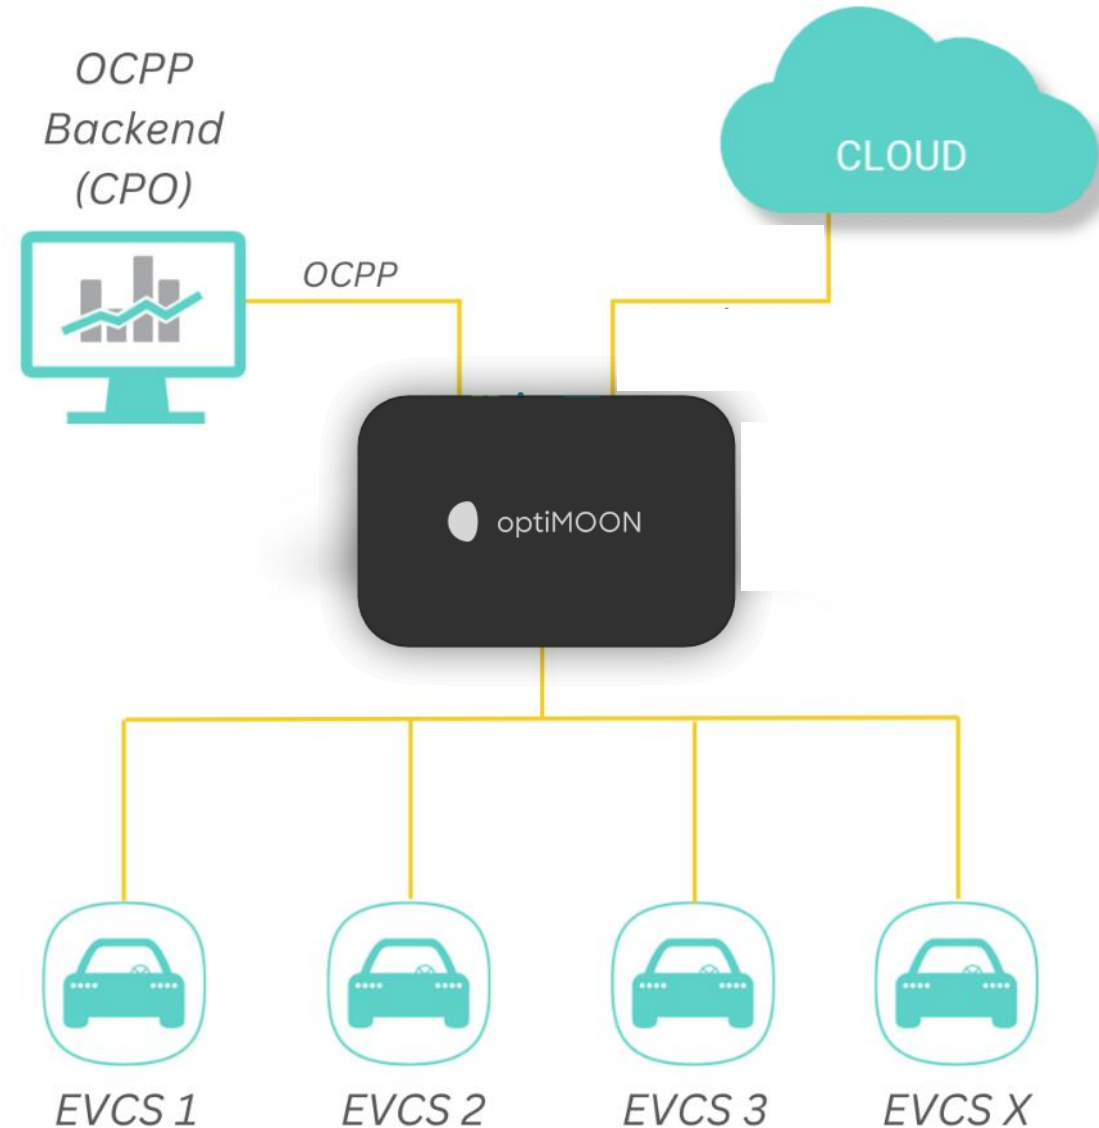 OCPP
Backend
(CPO)
CLOUD
OCPP
optiMOON
EVCS 1
EVCS 2
EVCS 3
EVCS X